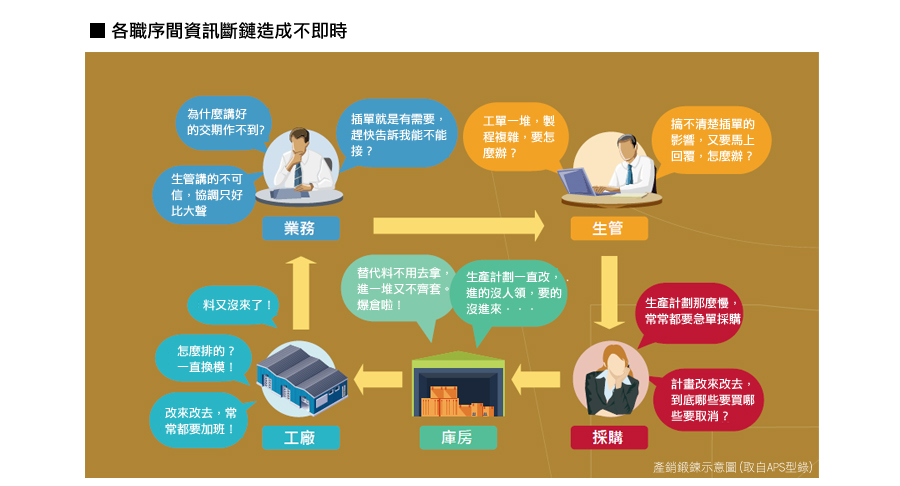 ■ 各職序間資訊斷鏈造成不即時
為什麼講好
的交期作不到?
插單就是有需要，
趕快告訴我能不能
接？
生管講的不可
信，協調只好
比大聲
業務
工單一堆，製
程複雜，要怎
麼辦？
搞不清楚插單的
影響，又要馬上
回覆，怎麼辦？
生管
替代料不用去拿，
進一堆又不齊套。
爆倉啦！
生產計劃一直改，
進的沒人領，要的
沒進來．．．
生產計劃那麼慢，
常常都要急單採購
計畫改來改去，
到底哪些要買哪
些要取消？
採購
庫房
料又沒來了！
怎麼排的？
一直換模！
改來改去，常
常都要加班！
工廠
產銷鍛鍊示意圖 (取自APS型錄)